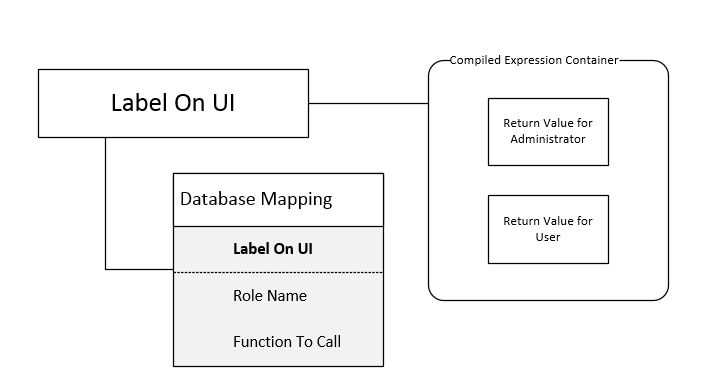 Compiled Expression Container
Label On UI
Return Value for
Administrator
Database Mapping
Return Value for
User
Label On UI
Role Name
Function To Call